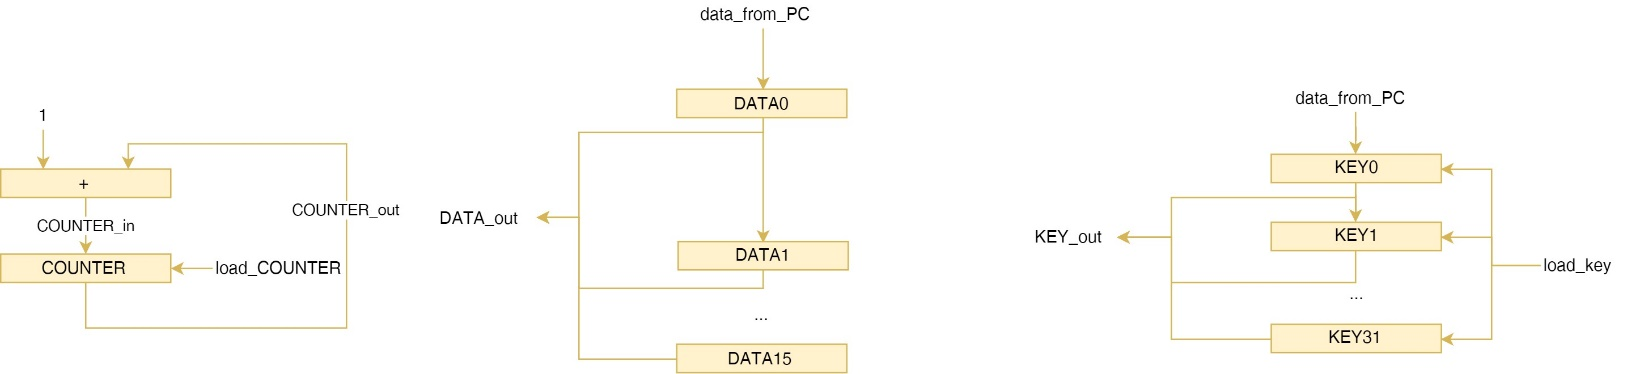 1
+
COUNTER_in
COUNTER_out
COUNTER
load_COUNTER
data_from_PC
DATA0
DATA_out
DATA1
...
DATA15
data_from_PC
KEY0
KEY_out
KEY1
load_key
...
KEY31